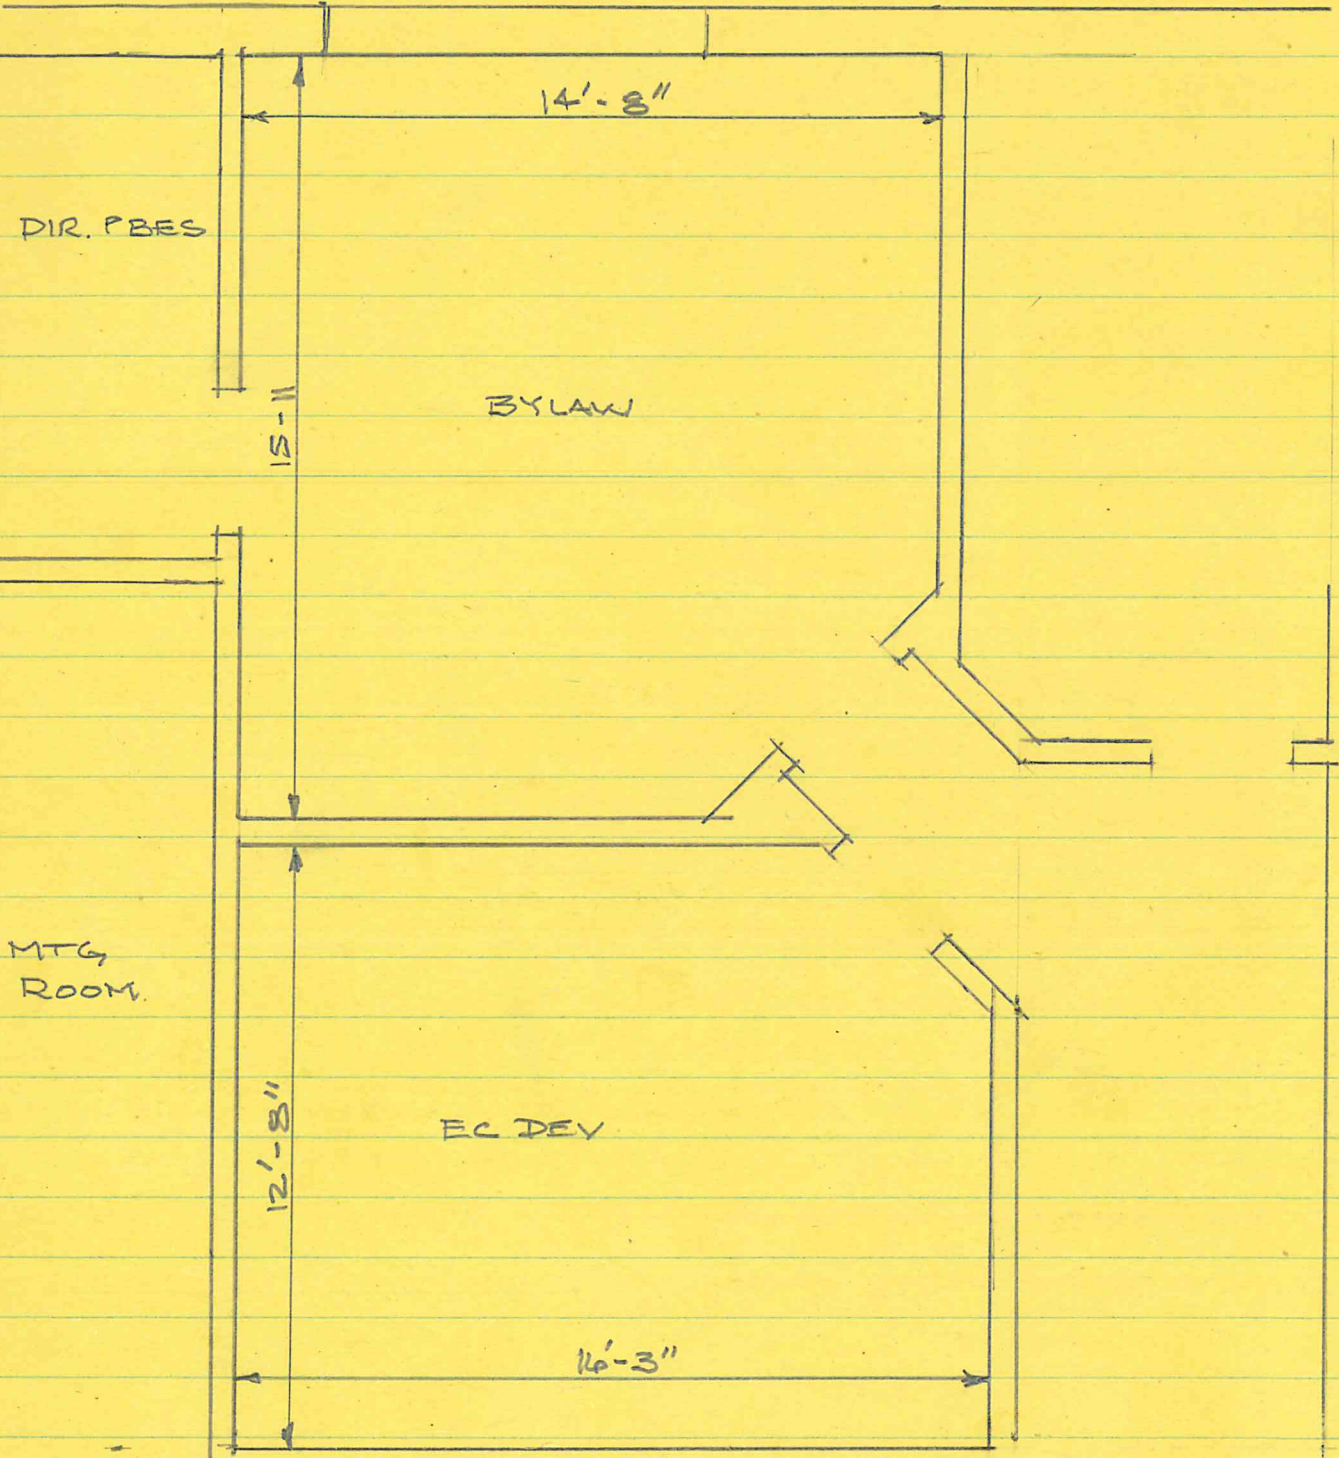 14'-8"
DIR. PBES
15-11
BYLAW
MTG
ROOM.
12'-8"
EC DEV
16'-3"